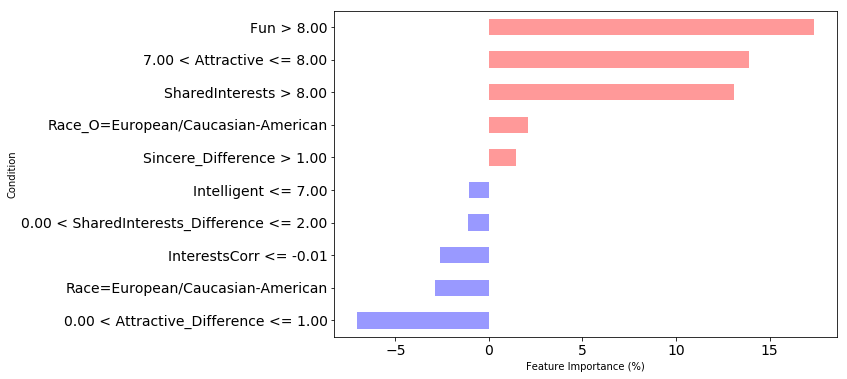 Fun > 8.00
7.00 < Attractive <= 8.00
SharedInterests > 8.00
Race_O=European/Caucasian-American
Sincere_Difference > 1.00
Intelligent <= 7.00
0.00 < SharedInterests_Difference <= 2.00
InterestsCorr <= -0.01
Race=European/Caucasian-American
0.00 < Attractive_Difference <= 1.00
Condition
−5 0 5 10 15
Feature Importance (%)